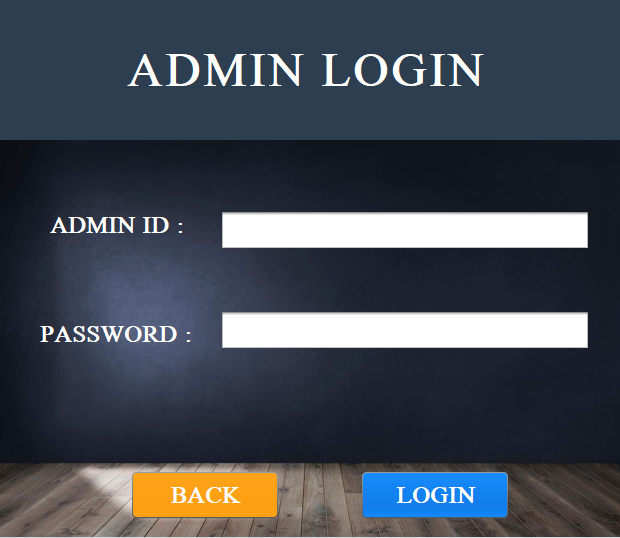 ADMIN LOGIN
ADMIN ID :
PASSWORD :
BACK
LOGIN